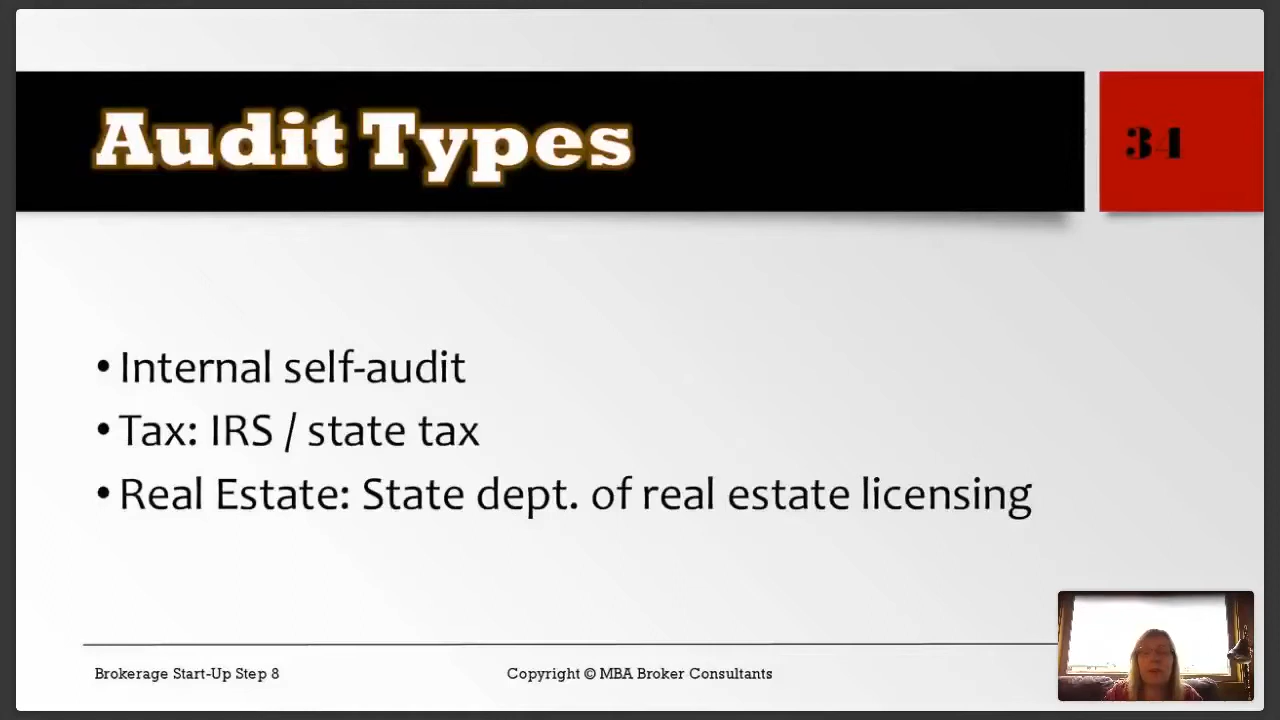 Audit Types
34
• Internal self-audit
• Tax: IRS / state tax
• Real Estate: State dept. of real estate licensing
Brokerage Start-Up Step 8
Copyright © MBA Broker Consultants